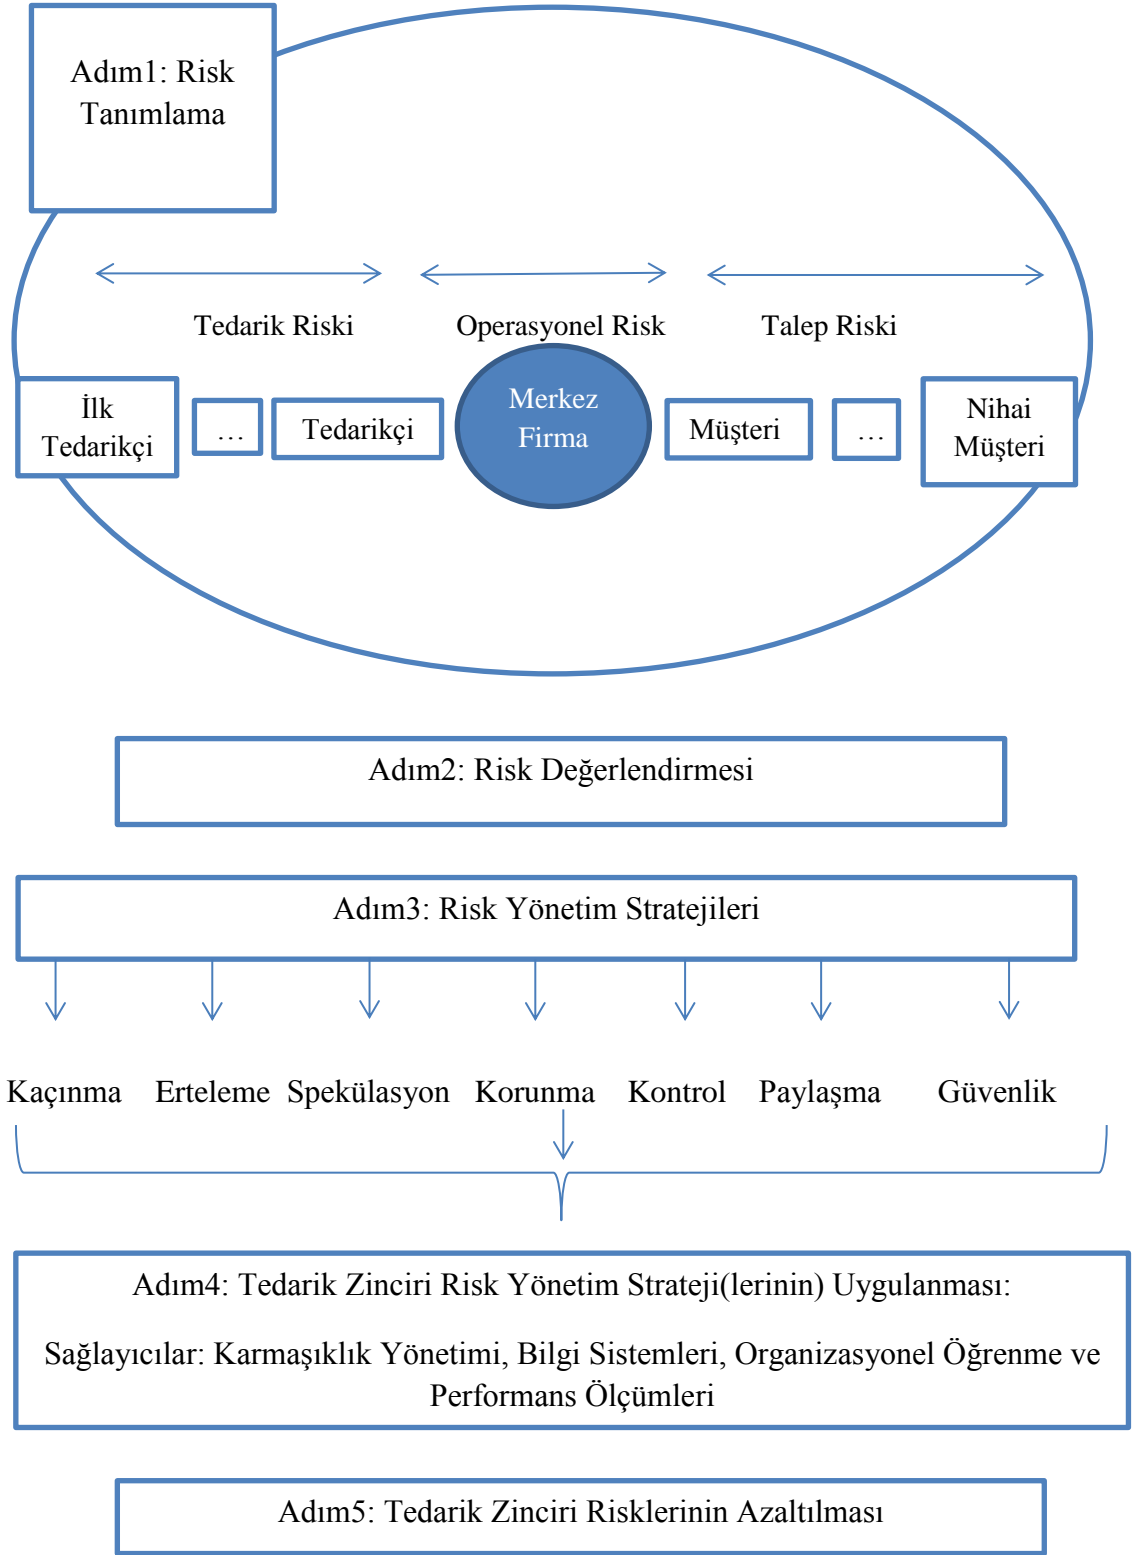 Adım1: Risk
Tanımlama
Tedarik Riski
Operasyonel Risk
Talep Riski
İlk
Tedarikçi
…
Tedarikçi
Merkez
Firma
Müşteri
…
Nihai
Müşteri
Adım2: Risk Değerlendirmesi
Adım3: Risk Yönetim Stratejileri
Kaçınma Erteleme Spekülasyon Korunma Kontrol Paylaşma Güvenlik
Adım4: Tedarik Zinciri Risk Yönetim Strateji(lerinin) Uygulanması:
Sağlayıcılar: Karmaşıklık Yönetimi, Bilgi Sistemleri, Organizasyonel Öğrenme ve
Performans Ölçümleri
Adım5: Tedarik Zinciri Risklerinin Azaltılması